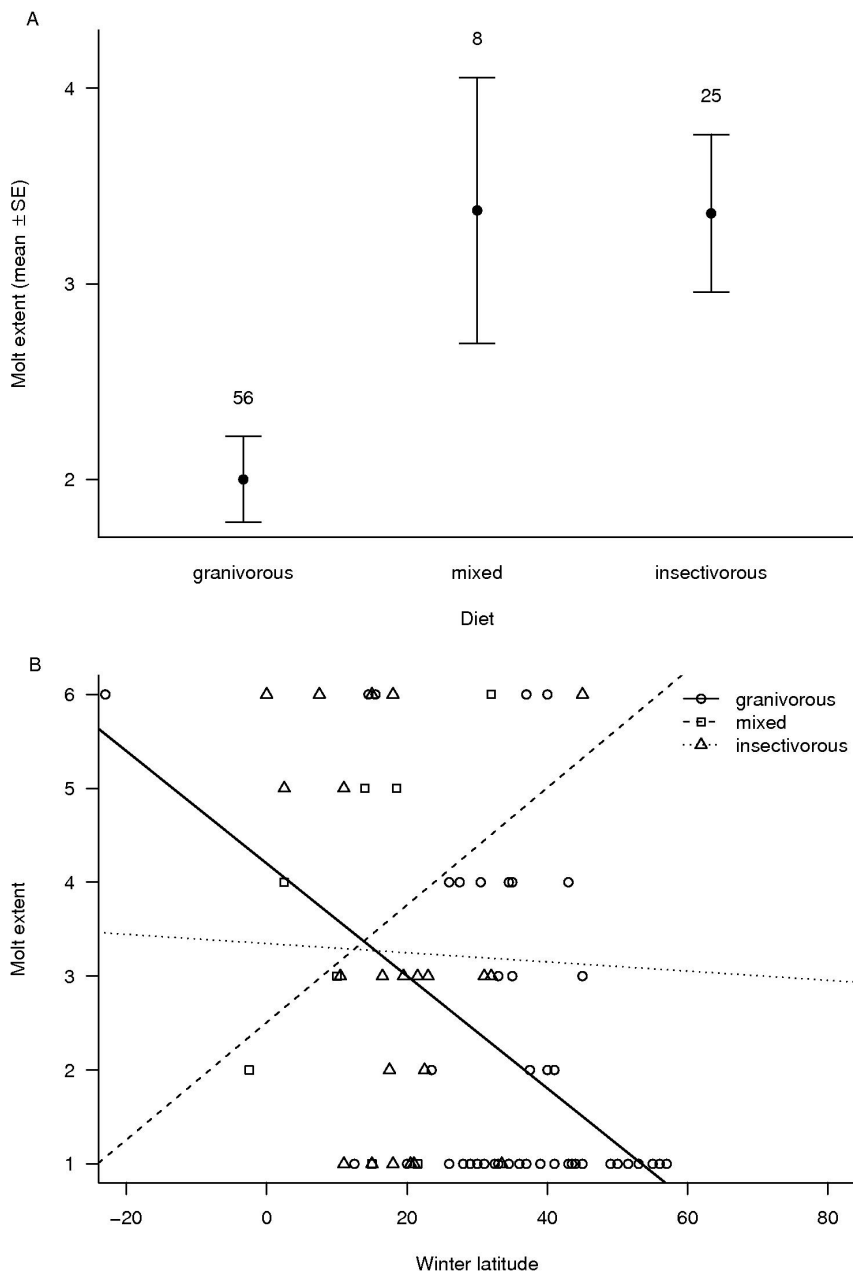 A
8
25
56
4
3
2
Molt extent (mean ± SE)
granivorous mixed insectivorous
Diet
B
6
5
4
3
2
1
Molt extent
granivorous
mixed
insectivorous
−20 0 20 40 60 80
Winter latitude